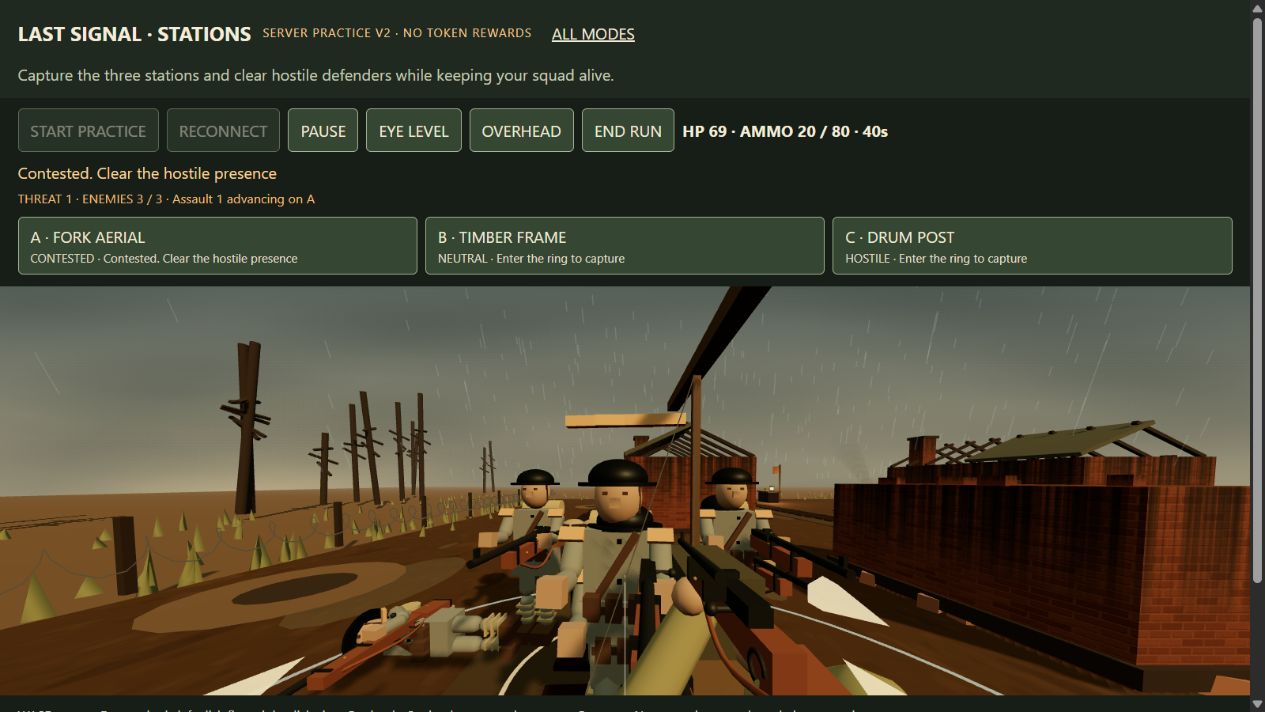 LAST SIGNAL · STATIONS SERVER PRACTICE V2 · NO TOKEN REWARDS ALL MODES
Capture the three stations and clear hostile defenders while keeping your squad alive.
START PRACTICE RECONNECT PAUSE EYE LEVEL OVERHEAD END RUN HP 69 · AMMO 20 / 80 · 40s
Contested. Clear the hostile presence
THREAT 1 · ENEMIES 3 / 3 · Assault 1 advancing on A
A · FORK AERIAL B · TIMBER FRAME C · DRUM POST
CONTESTED · Contested. Clear the hostile presence NEUTRAL · Enter the ring to capture HOSTILE · Enter the ring to capture